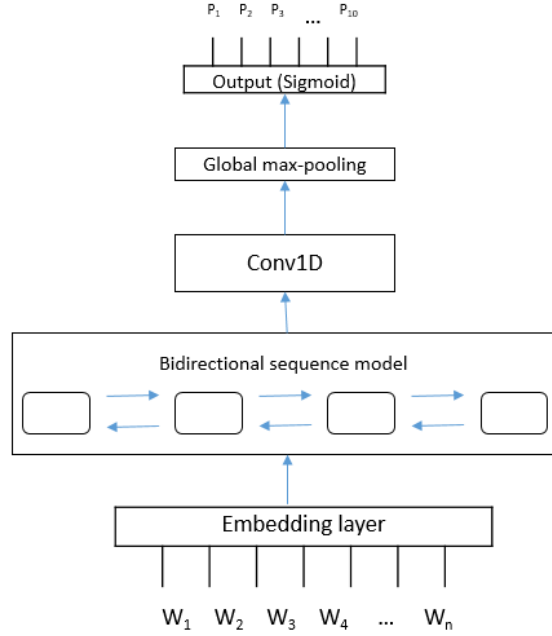 P₁ P₂ P₃ ... P₁₀
Output (Sigmoid)
Global max-pooling
Conv1D
Bidirectional sequence model
Embedding layer
W₁ W₂ W₃ W₄ ... Wₙ